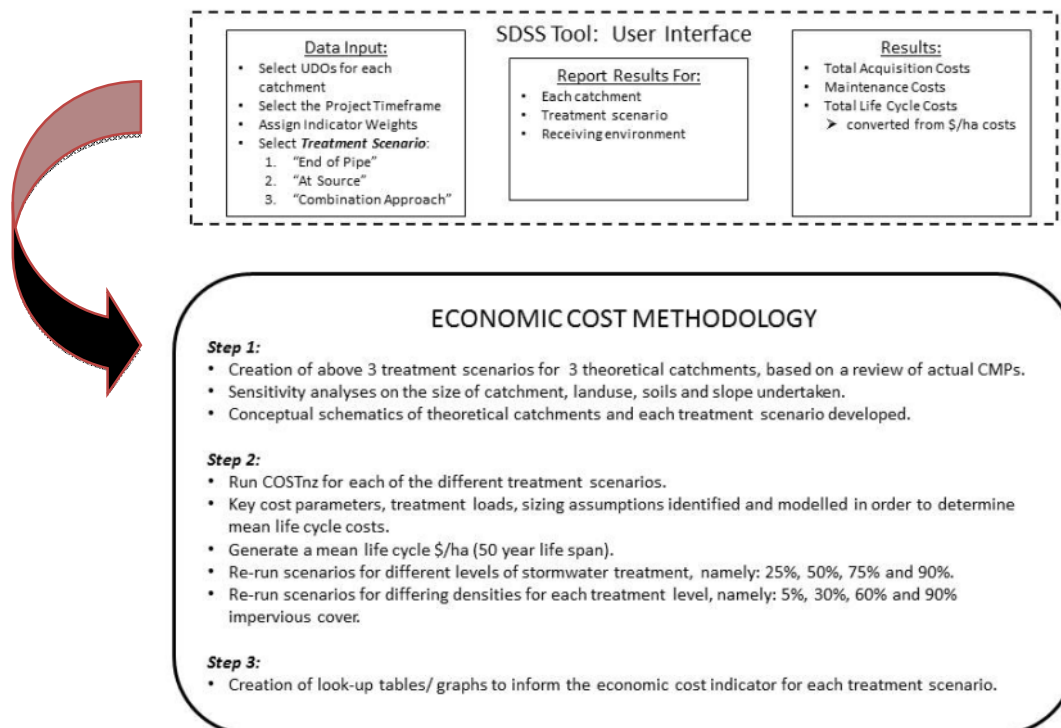 SDSS Tool: User Interface
Data Input:
• Select UDOs for each
catchment
• Select the Project Timeframe
• Assign Indicator Weights
• Select Treatment Scenario:
1. “End of Pipe”
2. “At Source”
3. “Combination Approach”
Report Results For:
• Each catchment
• Treatment scenario
• Receiving environment
Results:
• Total Acquisition Costs
• Maintenance Costs
• Total Life Cycle Costs
➤ converted from $/ha costs
ECONOMIC COST METHODOLOGY
Step 1:
• Creation of above 3 treatment scenarios for 3 theoretical catchments, based on a review of actual CMPs.
• Sensitivity analyses on the size of catchment, landuse, soils and slope undertaken.
• Conceptual schematics of theoretical catchments and each treatment scenario developed.
Step 2:
• Run COSTnz for each of the different treatment scenarios.
• Key cost parameters, treatment loads, sizing assumptions identified and modelled in order to determine
mean life cycle costs.
• Generate a mean life cycle $/ha (50 year life span).
• Re-run scenarios for different levels of stormwater treatment, namely: 25%, 50%, 75% and 90%.
• Re-run scenarios for differing densities for each treatment level, namely: 5%, 30%, 60% and 90%
impervious cover.
Step 3:
• Creation of look-up tables/ graphs to inform the economic cost indicator for each treatment scenario.